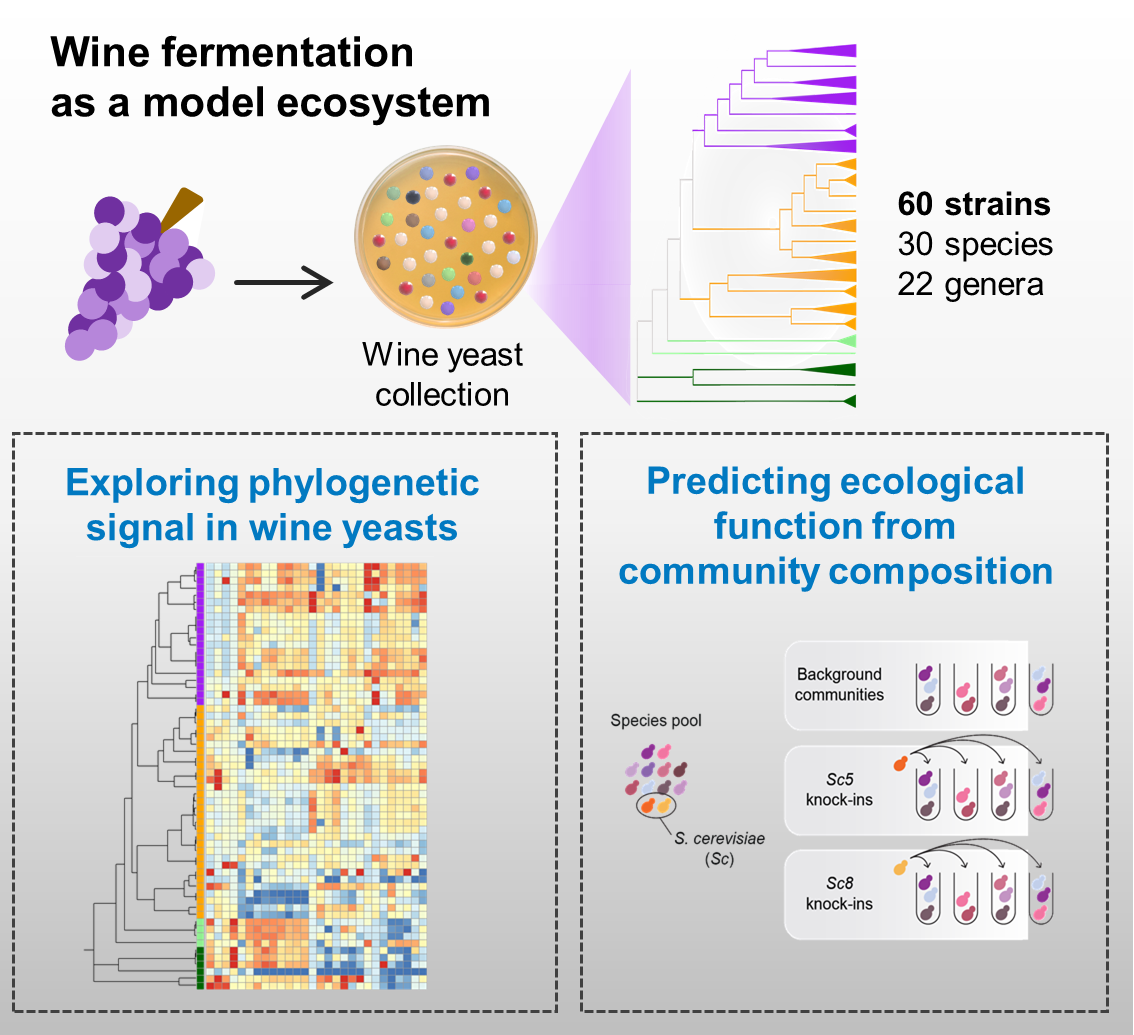 Wine fermentation
as a model ecosystem
Wine yeast
collection
60 strains
30 species
22 genera
Exploring phylogenetic
signal in wine yeasts
Predicting ecological
function from
community composition
Species pool
S. cerevisiae
(Sc)
Background
communities
Sc5
knock-ins
Sc8
knock-ins